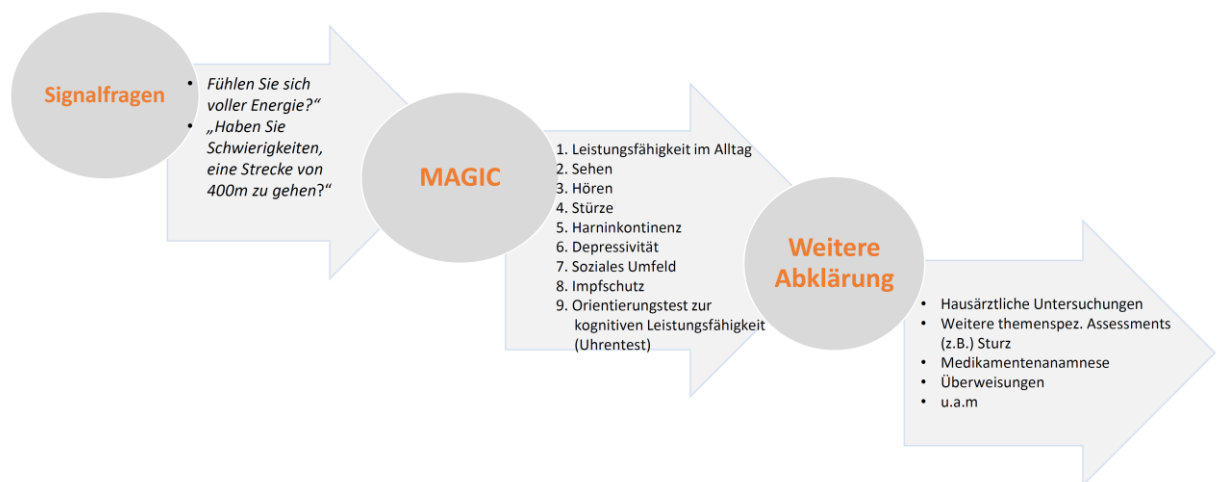 Signalfragen
• Fühlen Sie sich
voller Energie?“
• „Haben Sie
Schwierigkeiten,
eine Strecke von
400m zu gehen?“
MAGIC
1. Leistungsfähigkeit im Alltag
2. Sehen
3. Hören
4. Stürze
5. Harninkontinenz
6. Depressivität
7. Soziales Umfeld
8. Impfschutz
9. Orientierungstest zur
kognitiven Leistungsfähigkeit
(Uhrentest)
Weitere
Abklärung
• Hausärztliche Untersuchungen
• Weitere themenspez. Assessments
(z.B.) Sturz
• Medikamentenanamnese
• Überweisungen
• u.a.m